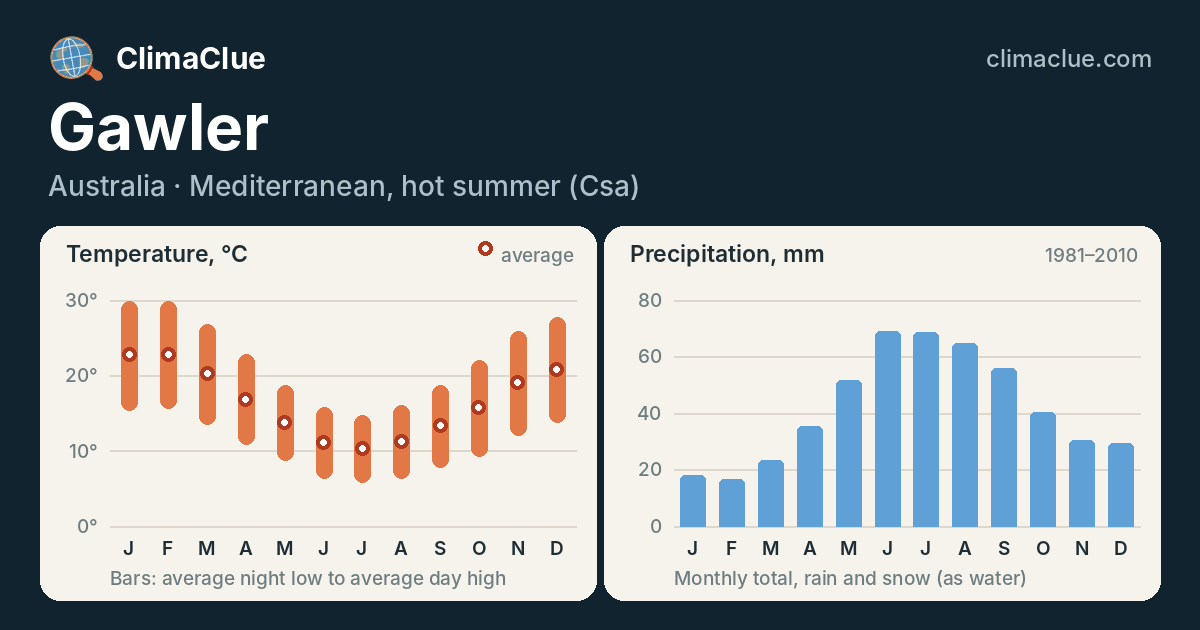 ClimaClue
climaclue.com
Gawler
Australia · Mediterranean, hot summer (Csa)
Temperature, °C
average
30°
20°
10°
0°
J F M A M J J A S O N D
Bars: average night low to average day high
Precipitation, mm
1981–2010
80
60
40
20
0
J F M A M J J A S O N D
Monthly total, rain and snow (as water)